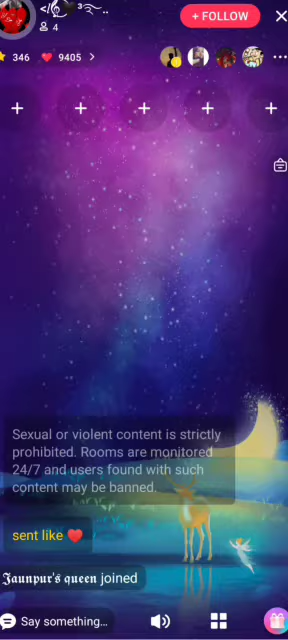 + FOLLOW
4
346 9405
Sexual or violent content is strictly
prohibited. Rooms are monitored
24/7 and users found with such
content may be banned.
sent like ❤️
𝕵𝖆𝖚𝖓𝖕𝖚𝖗'𝖘 𝖖𝖚𝖊𝖊𝖓 joined
Say something...